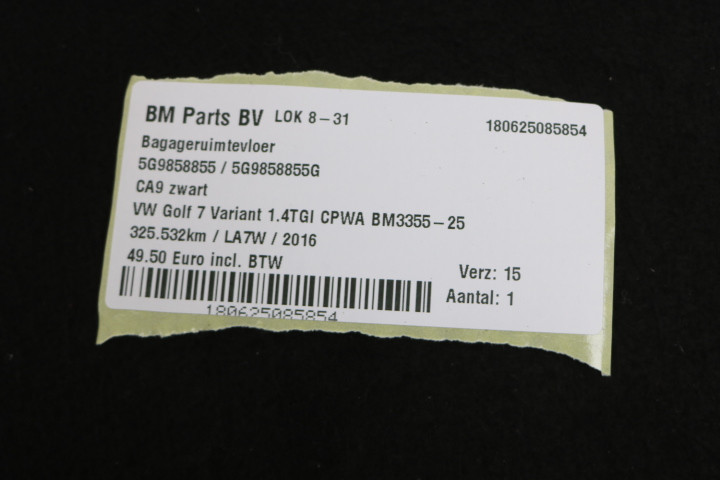 BM Parts BV LOK 8-31 180625085854
Bagageruimtevloer
5G9858855 / 5G9858855G
CA9 zwart
VW Golf 7 Variant 1.4TGI CPWA BM3355-25
325.532km / LA7W / 2016
49.50 Euro incl. BTW Verz: 15
Aantal: 1
180625085854